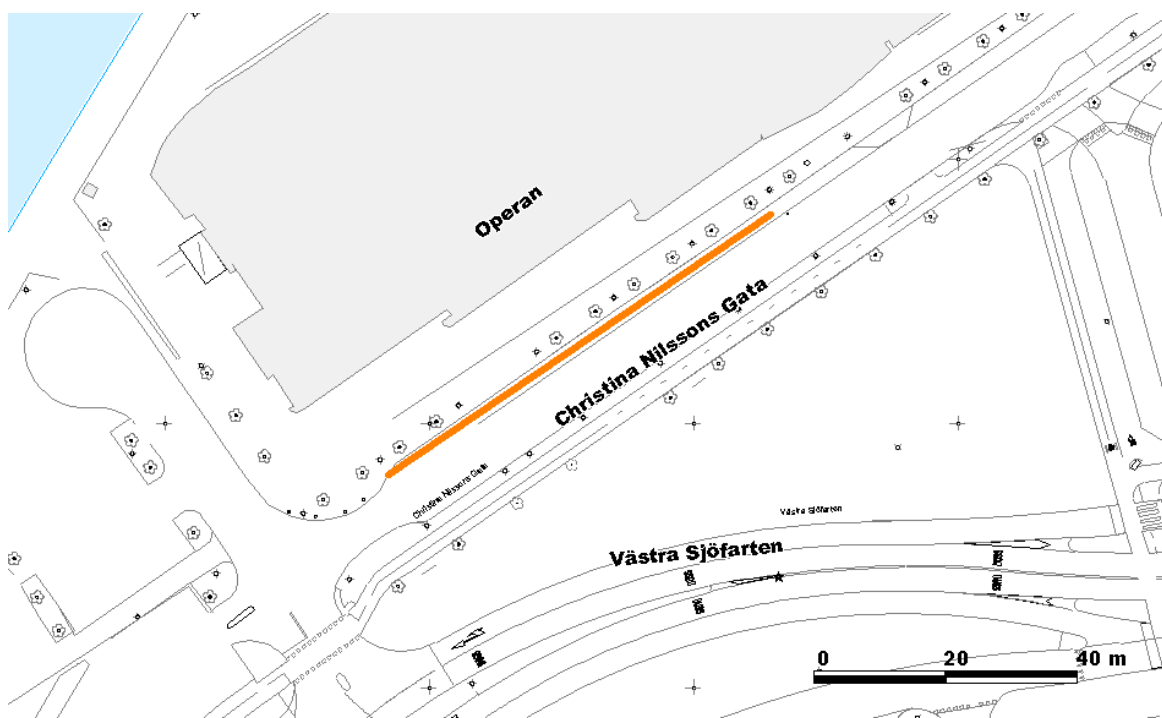 Operan
Christina Nilssons Gata
Christina Nilssons Gata
Västra Sjöfarten
Västra Sjöfarten
0 20 40 m